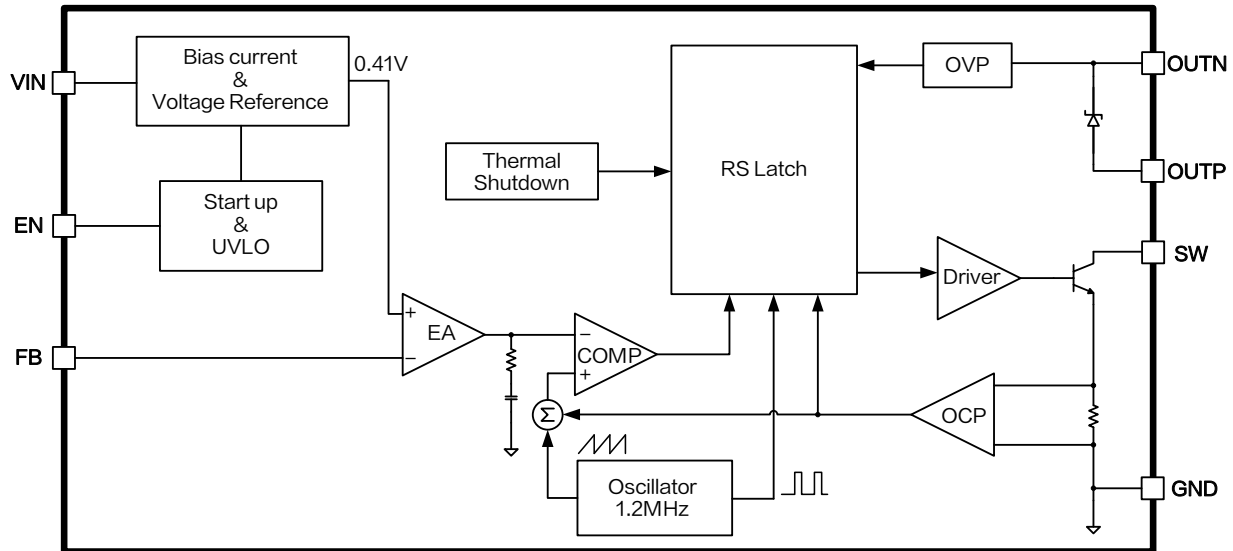 Bias current
&
Voltage Reference
0.41V
VIN
OVP
OUTN
Thermal
Shutdown
RS Latch
OUTP
Start up
&
UVLO
EN
SW
Driver
+
EA
−
FB
−
COMP
+
Σ
OCP
Oscillator
1.2MHz
GND